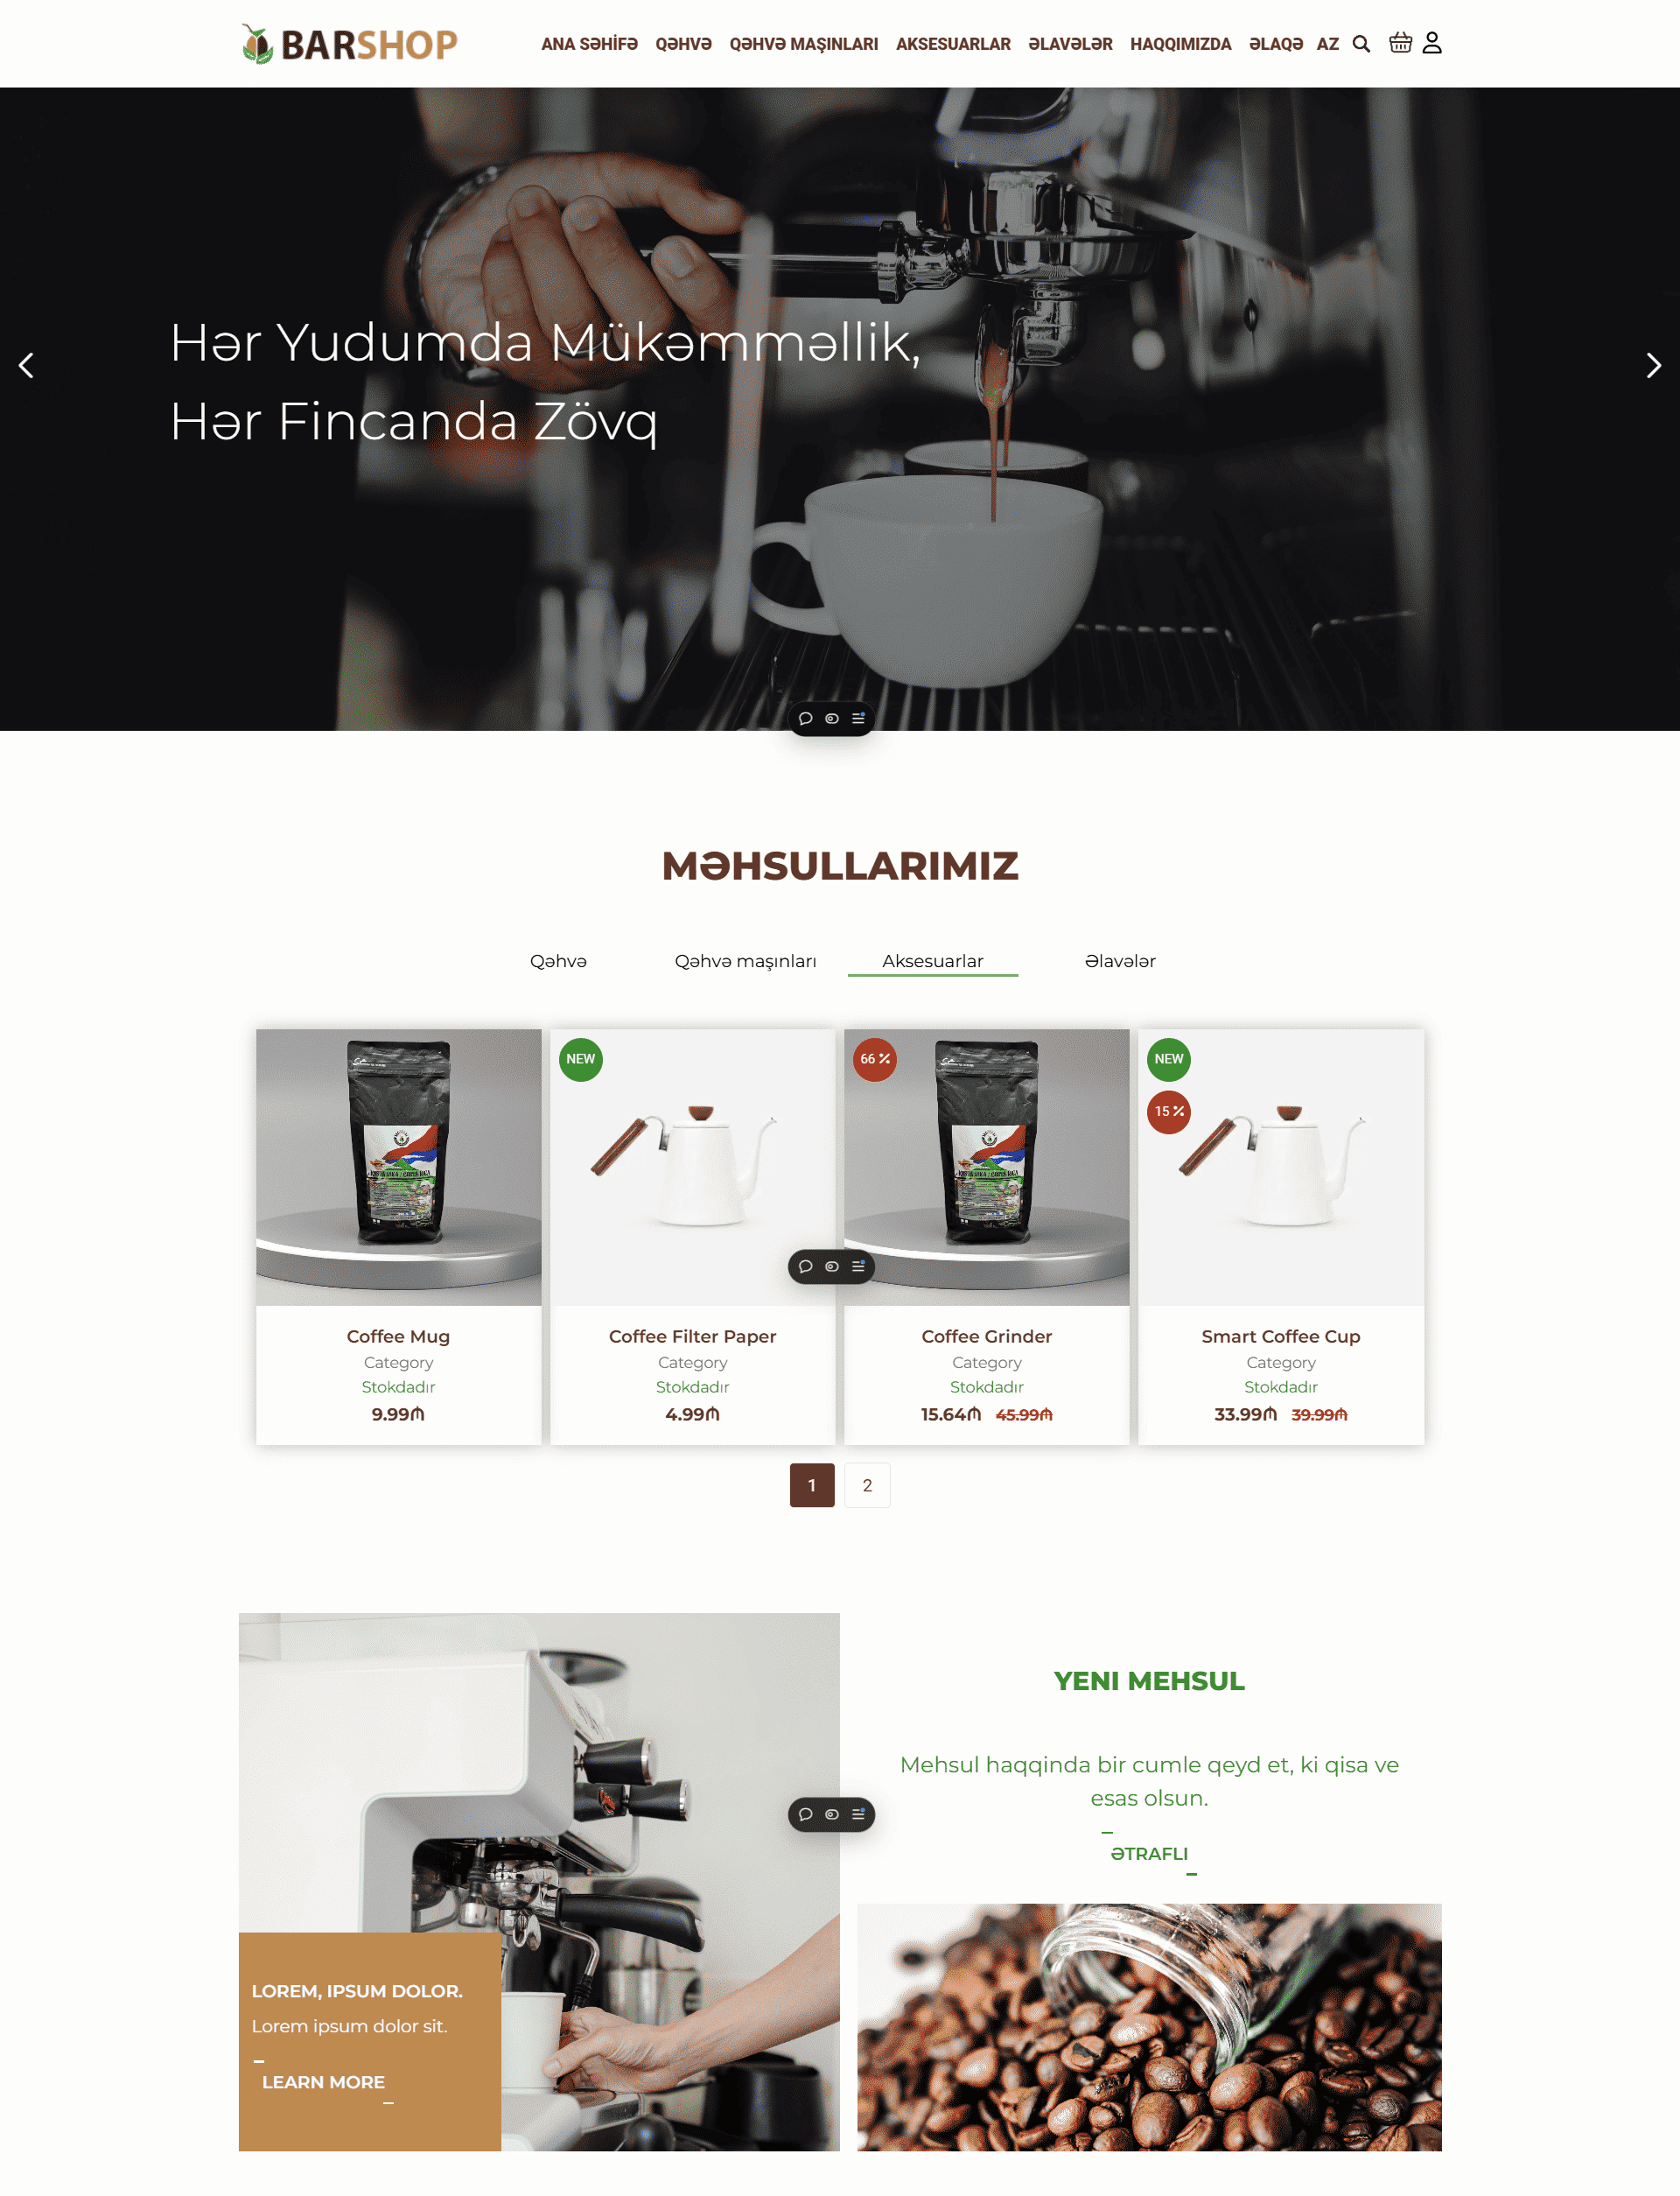 BARSHOP
ANA SƏHİFƏ QƏHVƏ QƏHVƏ MAŞINLARI AKSESUARLAR ƏLAVƏLƏR HAQQIMIZDA ƏLAQƏ AZ
Hər Yudumda Mükəmməllik,
Hər Fincanda Zövq
MƏHSULLARIMIZ
Qəhvə Qəhvə maşınları Aksesuarlar Əlavələr
NEW
66 %
NEW
15 %
Coffee Mug
Category
Stokdadır
9.99₼
Coffee Filter Paper
Category
Stokdadır
4.99₼
Coffee Grinder
Category
Stokdadır
15.64₼ 45.99₼
Smart Coffee Cup
Category
Stokdadır
33.99₼ 39.99₼
1 2
LOREM, IPSUM DOLOR.
Lorem ipsum dolor sit.
LEARN MORE
YENI MEHSUL
Mehsul haqqinda bir cumle qeyd et, ki qisa ve
esas olsun.
ƏTRAFLI